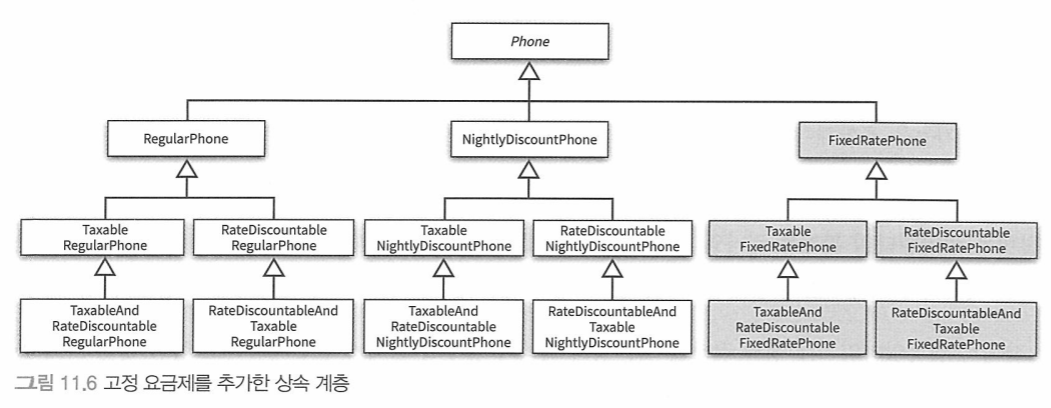 Phone
RegularPhone
NightlyDiscountPhone
FixedRatePhone
Taxable
RegularPhone
RateDiscountable
RegularPhone
Taxable
NightlyDiscountPhone
RateDiscountable
NightlyDiscountPhone
Taxable
FixedRatePhone
RateDiscountable
FixedRatePhone
TaxableAnd
RateDiscountable
RegularPhone
RateDiscountableAnd
Taxable
RegularPhone
TaxableAnd
RateDiscountable
NightlyDiscountPhone
RateDiscountableAnd
Taxable
NightlyDiscountPhone
TaxableAnd
RateDiscountable
FixedRatePhone
RateDiscountableAnd
Taxable
FixedRatePhone
그림 11.6 고정 요금제를 추가한 상속 계층